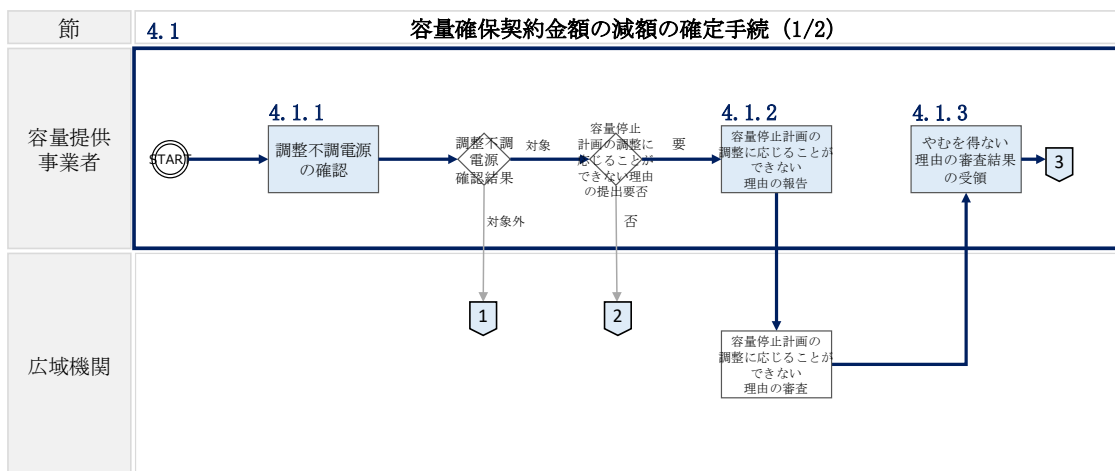 節
4.1
容量確保契約金額の減額の確定手続 (1/2)
容量提供
事業者
START
4.1.1
調整不調電源
の確認
調整不調
電源
確認結果
対象
対象外
容量停止
計画の調整に
応じることが
できない理由
の提出要否
要
否
4.1.2
容量停止計画の
調整に応じることが
できない
理由の報告
4.1.3
やむを得ない
理由の審査結果
の受領
3
広域機関
1
2
容量停止計画の
調整に応じることが
できない
理由の審査